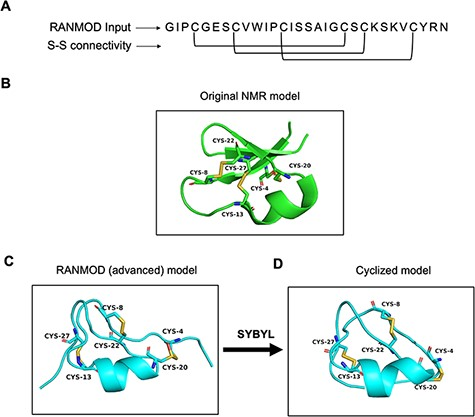 A
RANMOD Input
GIPCGESCVWIPCISSAIGCSCKSKVCYRN
S-S connectivity
B
Original NMR model
CYS-22
CYS-8
CYS-27
CYS-20
CYS-4
CYS-13
C
RANMOD (advanced) model
D
Cyclized model
CYS-8
CYS-27
CYS-22
CYS-4
CYS-13
CYS-20
SYBYL
CYS-8
CYS-27
CYS-22
CYS-4
CYS-13
CYS-20